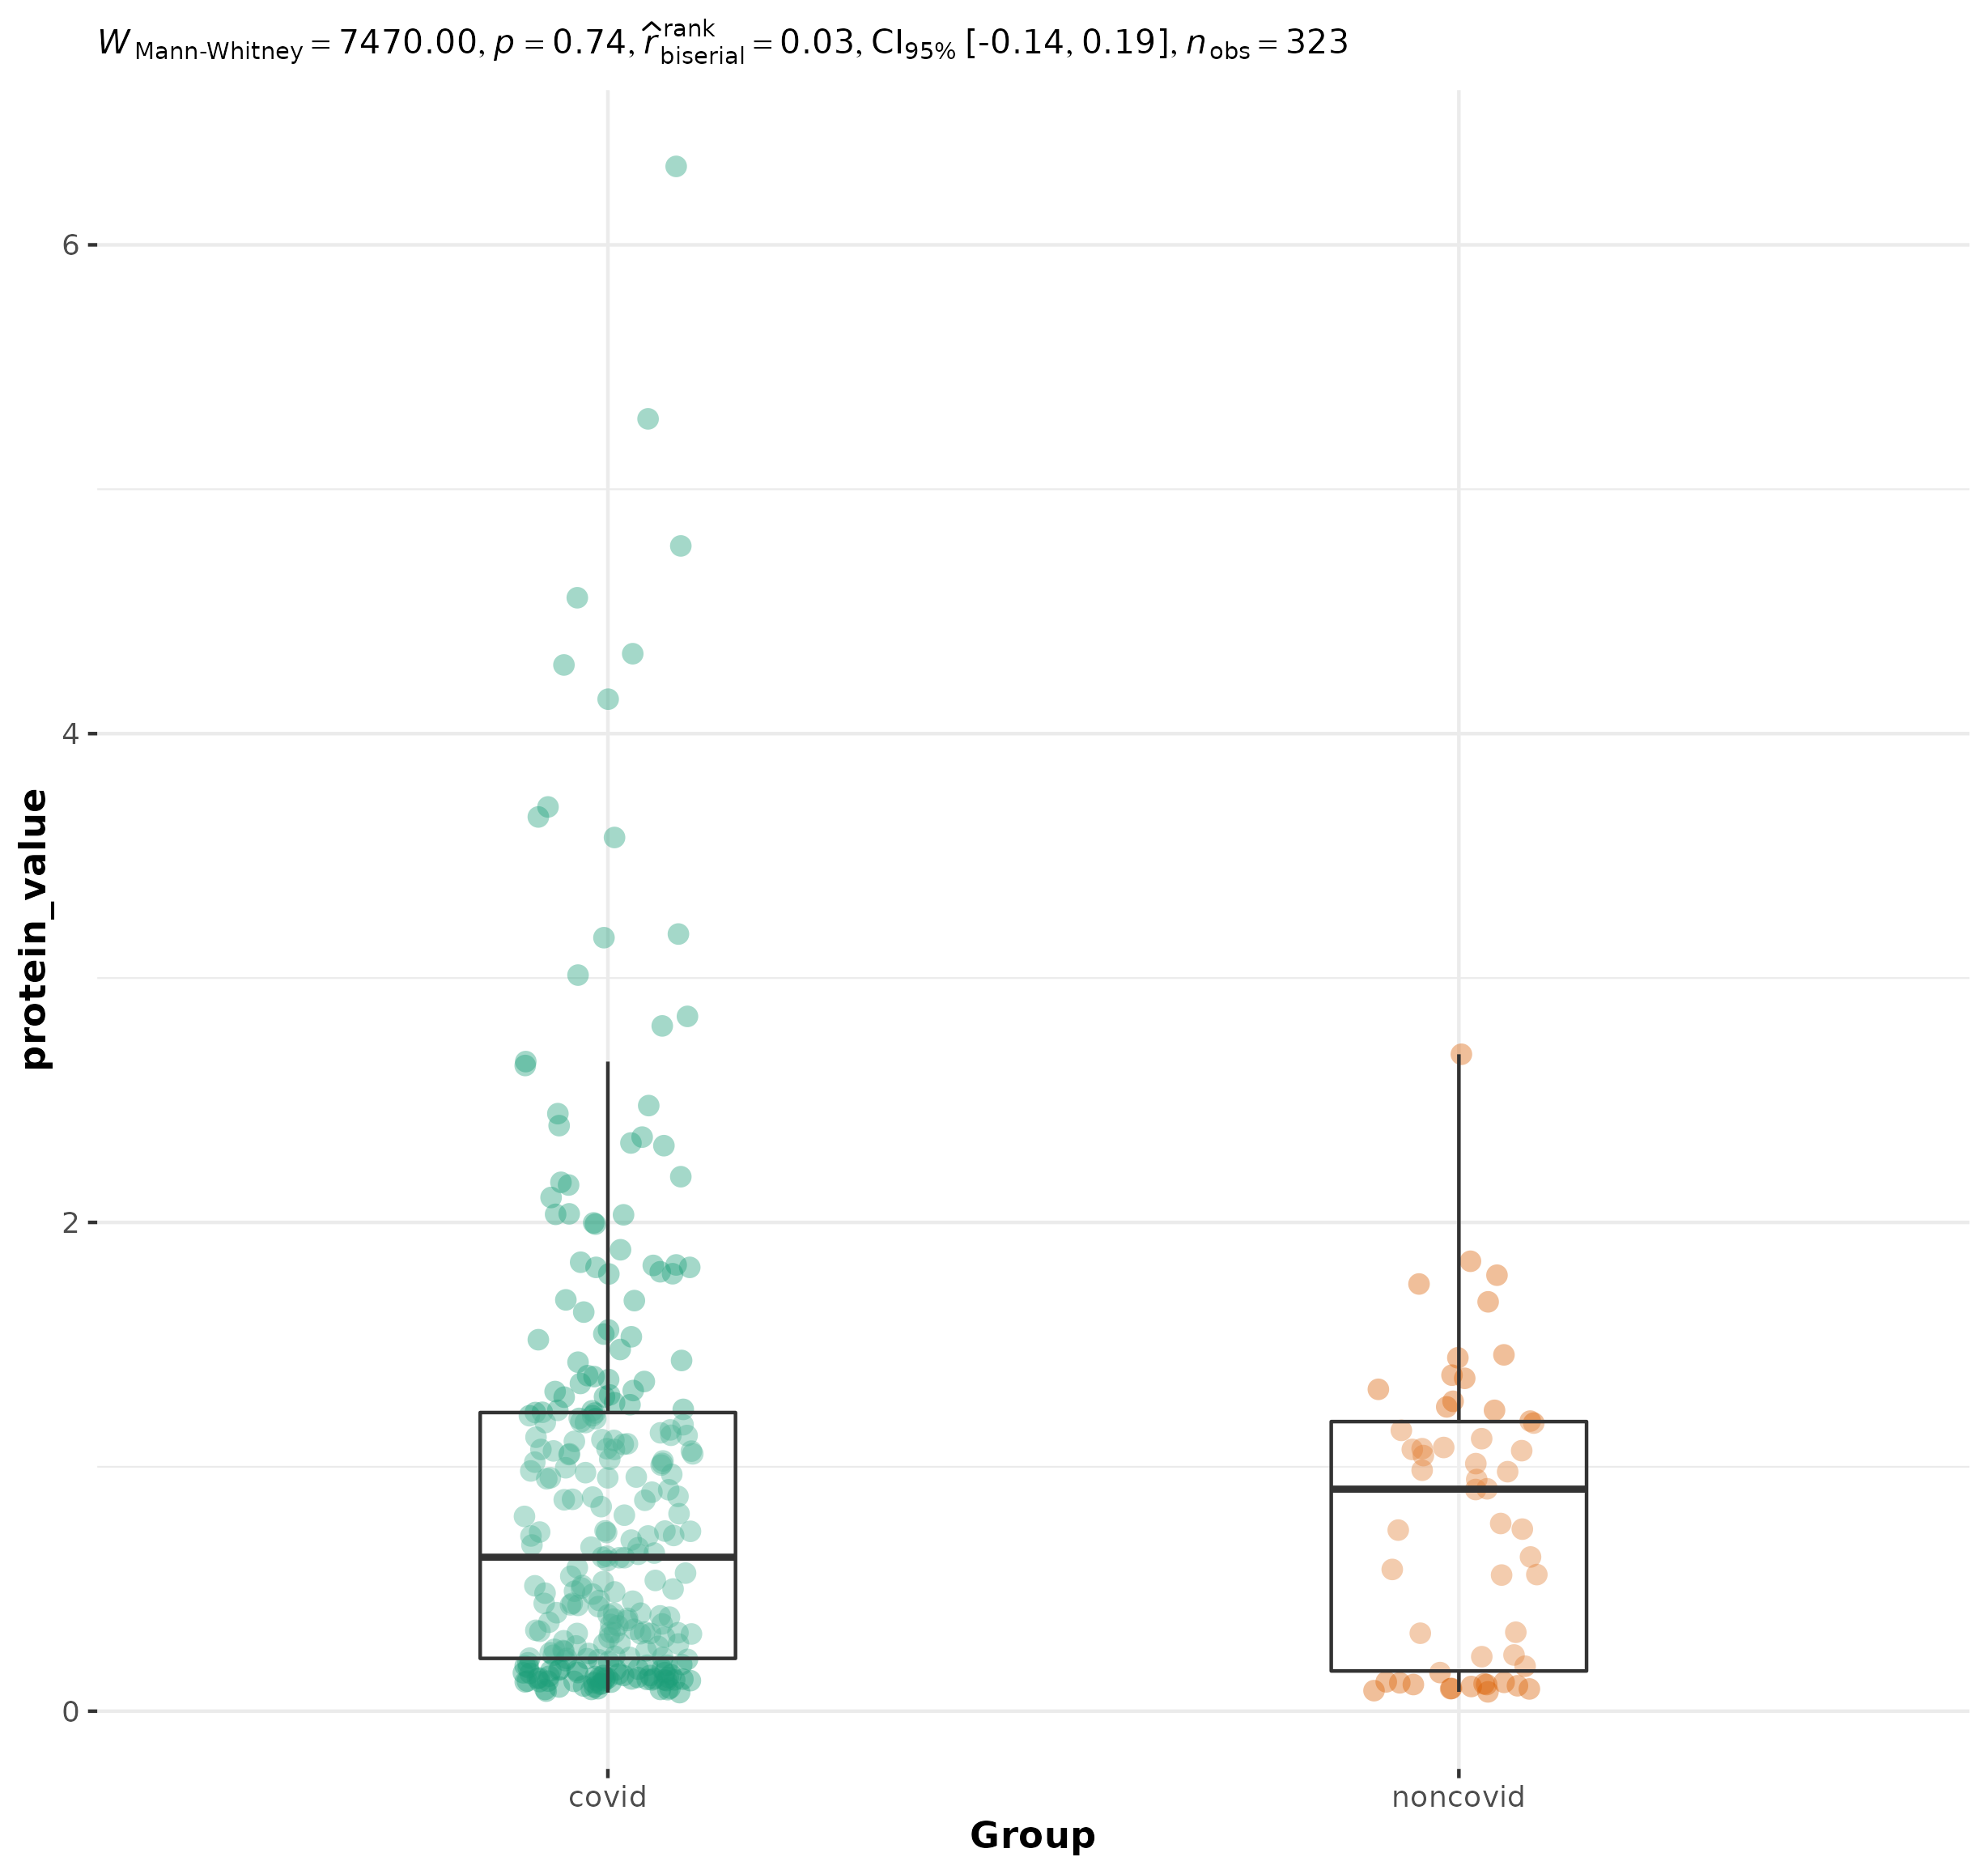 W Mann-Whitney = 7470.00, p = 0.74, r̂ rank biserial = 0.03, CI95% [-0.14, 0.19], nobs = 323
6
4
2
0
protein_value
covid noncovid
Group